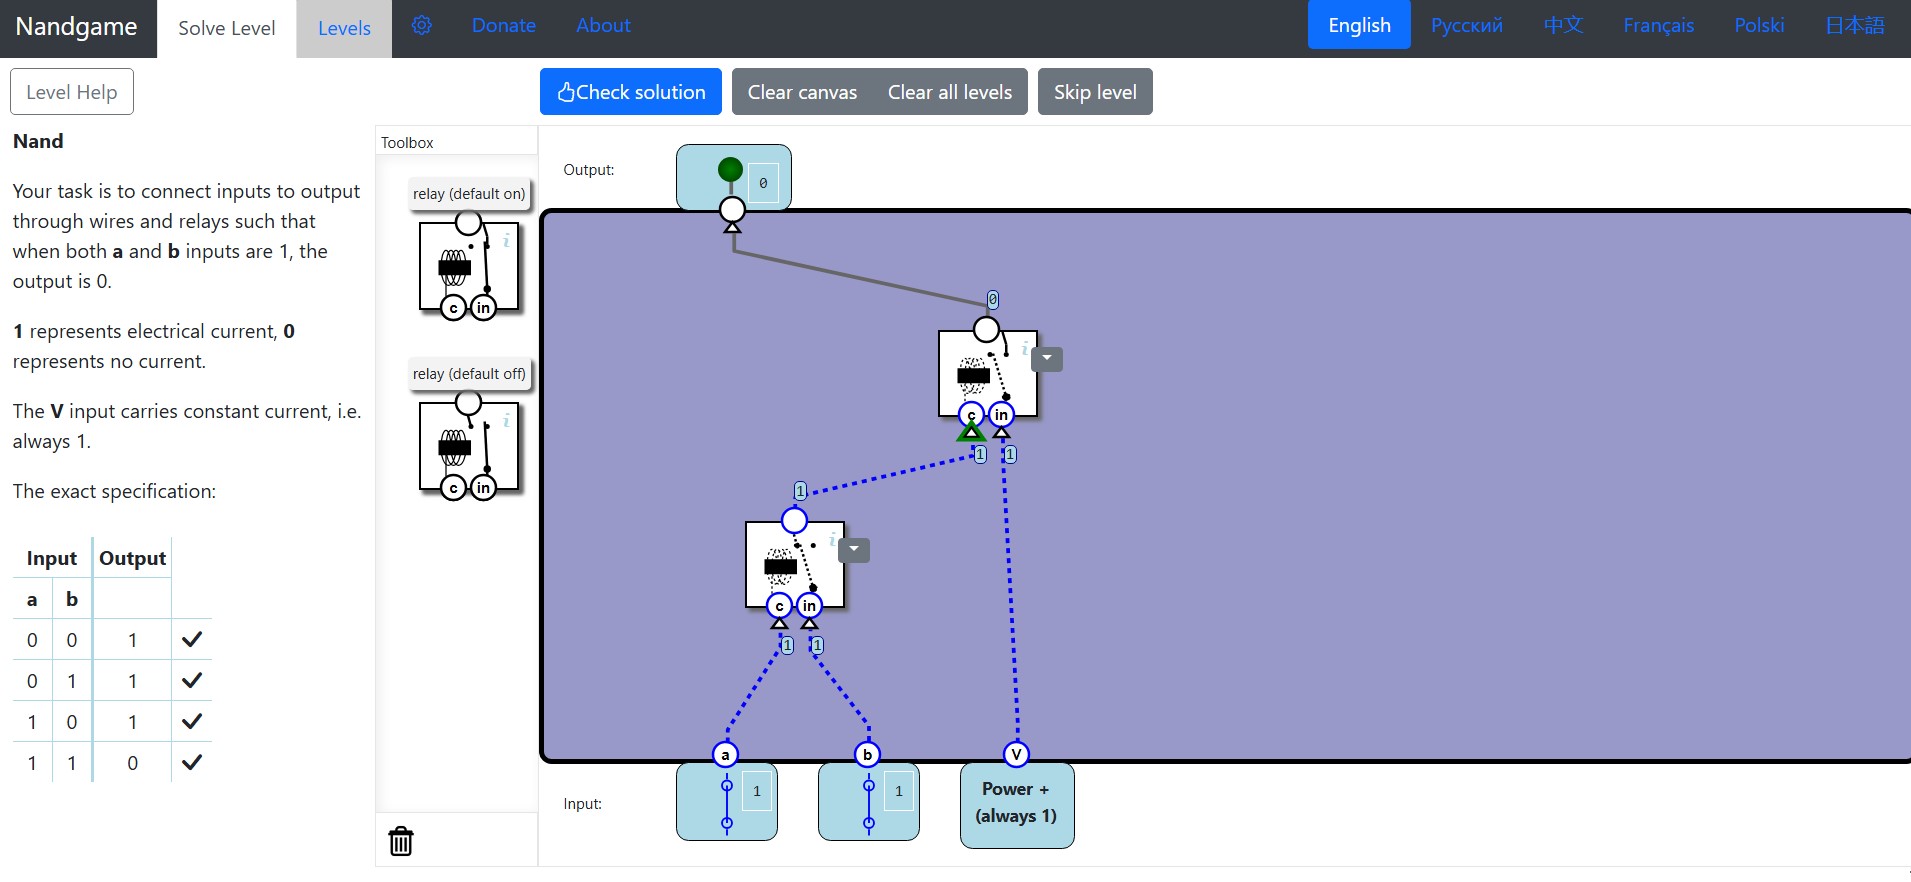 Nandgame
Solve Level
Levels
Donate
About
English
Русский
中文
Français
Polski
日本語
Level Help
Check solution
Clear canvas
Clear all levels
Skip level
Nand
Your task is to connect inputs to output
through wires and relays such that
when both a and b inputs are 1, the
output is 0.
1 represents electrical current, 0
represents no current.
The V input carries constant current, i.e.
always 1.
The exact specification:
Input Output
a b
0 0 1
0 1 1
1 0 1
1 1 0
Toolbox
relay (default on)
i
c in
relay (default off)
i
c in
Output:
0
0
i
c in
1 1
1
i
c in
1 1
a b V
Input:
1
1
Power +
(always 1)